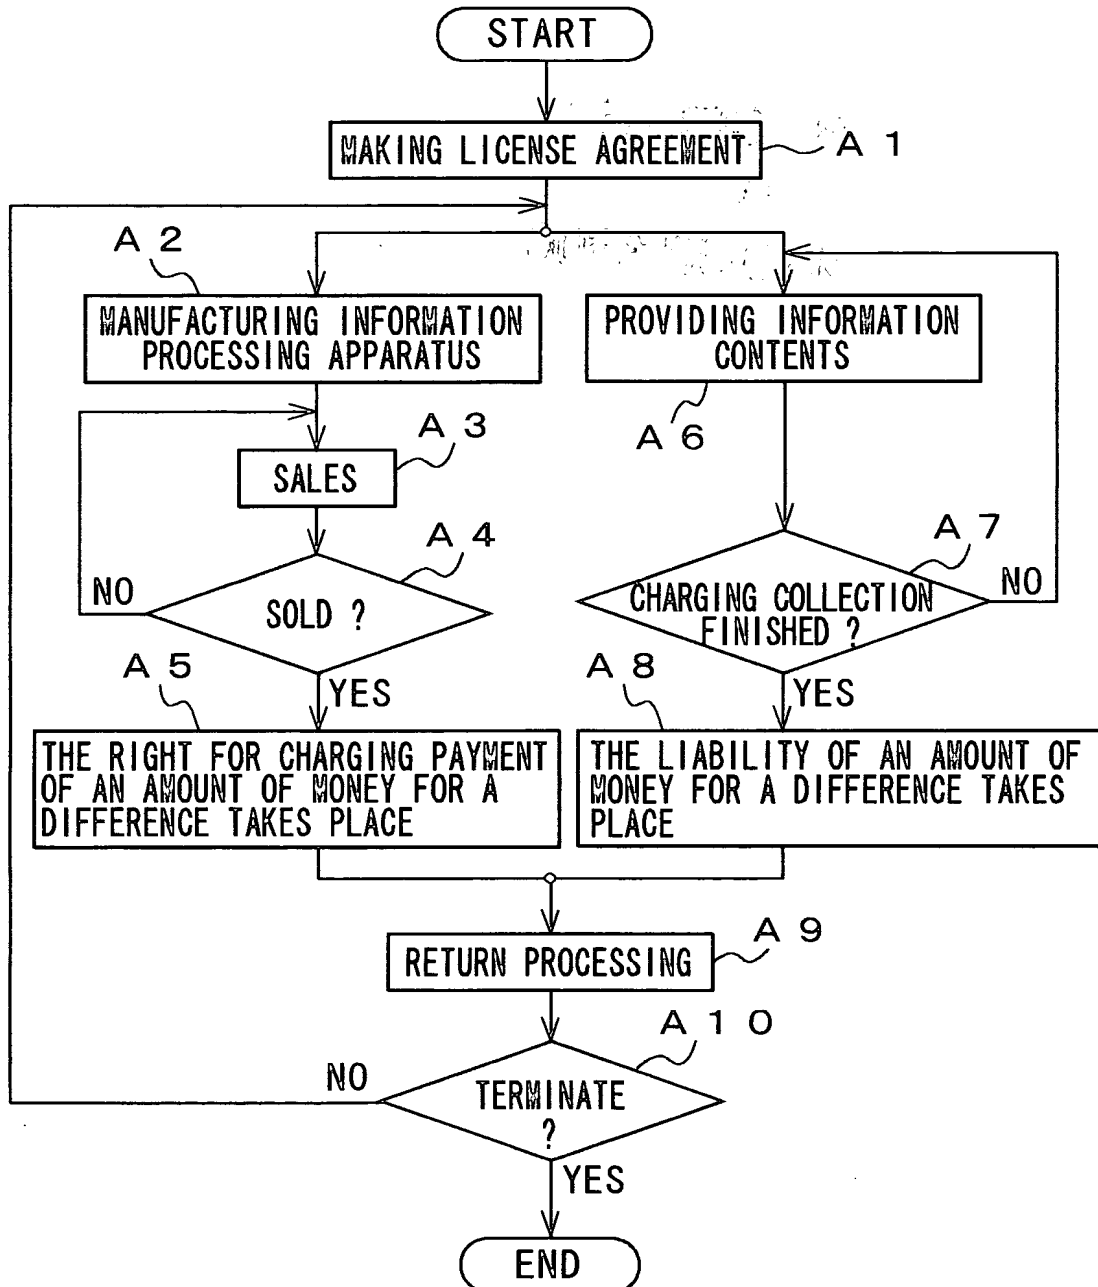 START
MAKING LICENSE AGREEMENT
A 1
A 2
MANUFACTURING INFORMATION
PROCESSING APPARATUS
PROVIDING INFORMATION
CONTENTS
A 3
A 6
SALES
A 4
A 7
NO
SOLD ?
CHARGING COLLECTION
FINISHED ?
NO
A 5
YES
A 8
YES
THE RIGHT FOR CHARGING PAYMENT
OF AN AMOUNT OF MONEY FOR A
DIFFERENCE TAKES PLACE
THE LIABILITY OF AN AMOUNT OF
MONEY FOR A DIFFERENCE TAKES
PLACE
A 9
RETURN PROCESSING
A 1 0
NO
TERMINATE
?
YES
END